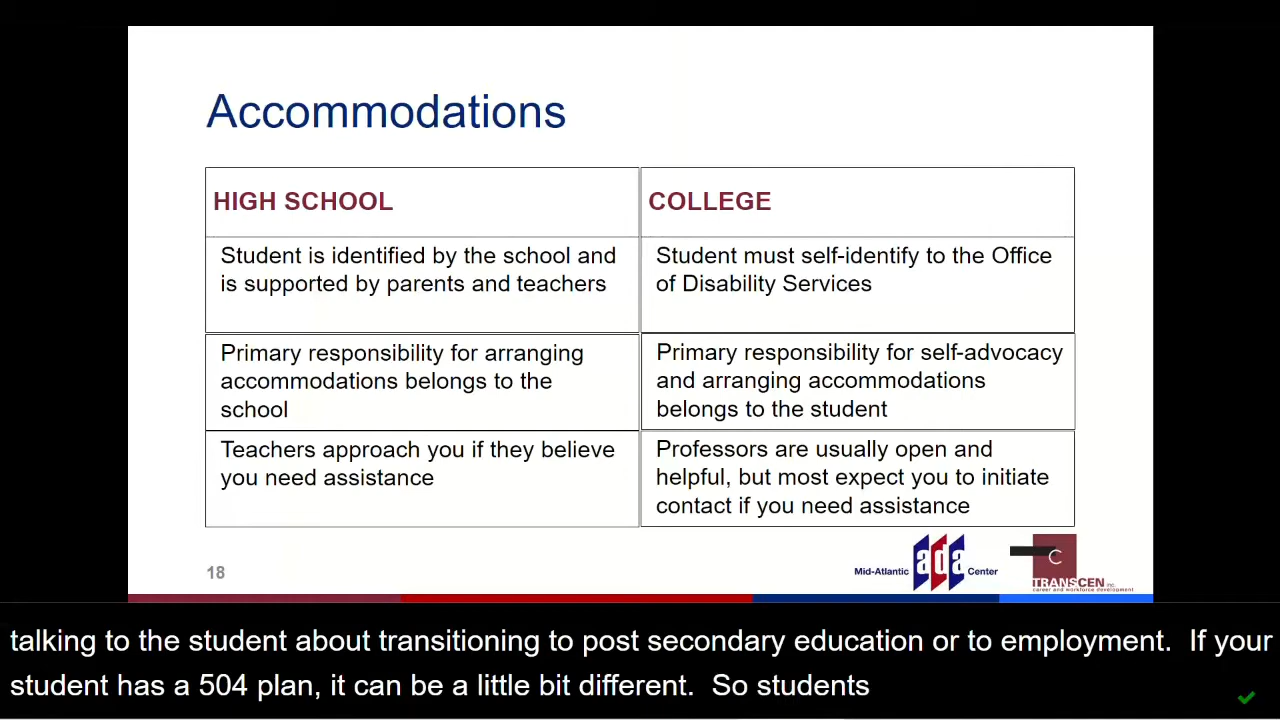 Accommodations
HIGH SCHOOL
COLLEGE
Student is identified by the school and
is supported by parents and teachers
Student must self-identify to the Office
of Disability Services
Primary responsibility for arranging
accommodations belongs to the
school
Primary responsibility for self-advocacy
and arranging accommodations
belongs to the student
Teachers approach you if they believe
you need assistance
Professors are usually open and
helpful, but most expect you to initiate
contact if you need assistance
18
Mid-Atlantic ada Center
C
TRANSCEN inc.
career and workforce development
talking to the student about transitioning to post secondary education or to employment.  If your
student has a 504 plan, it can be a little bit different.  So students